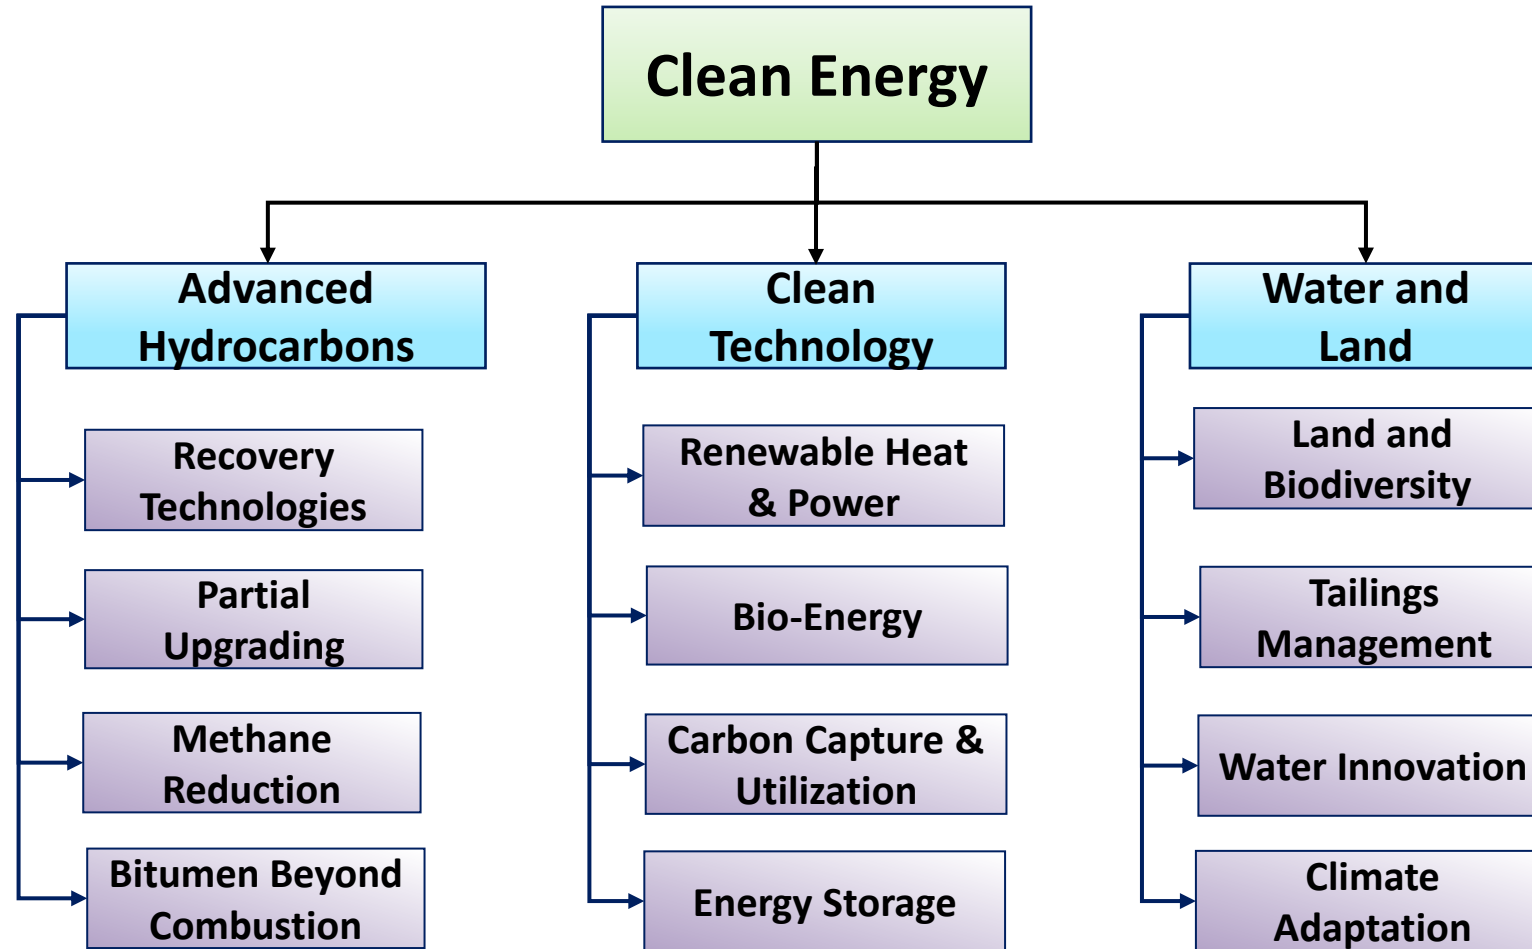 Clean Energy
Advanced
Hydrocarbons
Recovery
Technologies
Partial
Upgrading
Methane
Reduction
Bitumen Beyond
Combustion
Clean
Technology
Renewable Heat
& Power
Bio-Energy
Carbon Capture &
Utilization
Energy Storage
Water and
Land
Land and
Biodiversity
Tailings
Management
Water Innovation
Climate
Adaptation